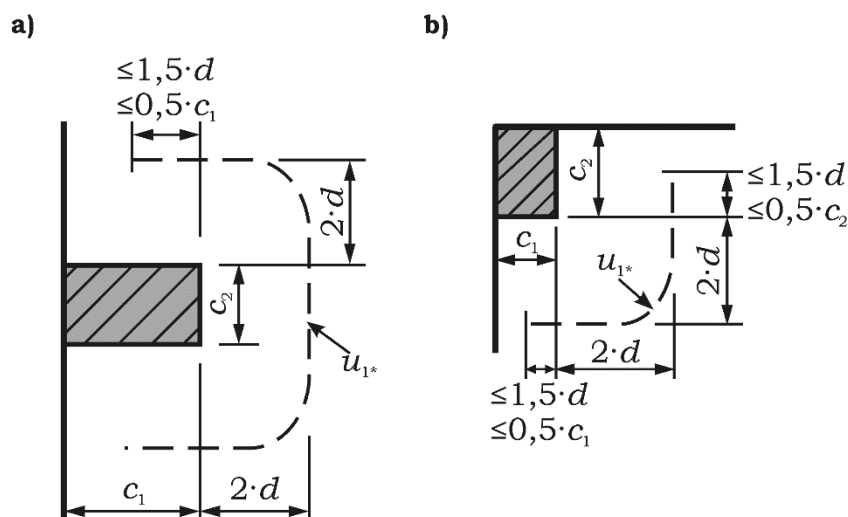 a)
≤1,5·d
≤0,5·c₁
2·d
c₂
u₁*
c₁
2·d
b)
c₂
≤1,5·d
≤0,5·c₂
c₁
u₁*
2·d
2·d
≤1,5·d
≤0,5·c₁